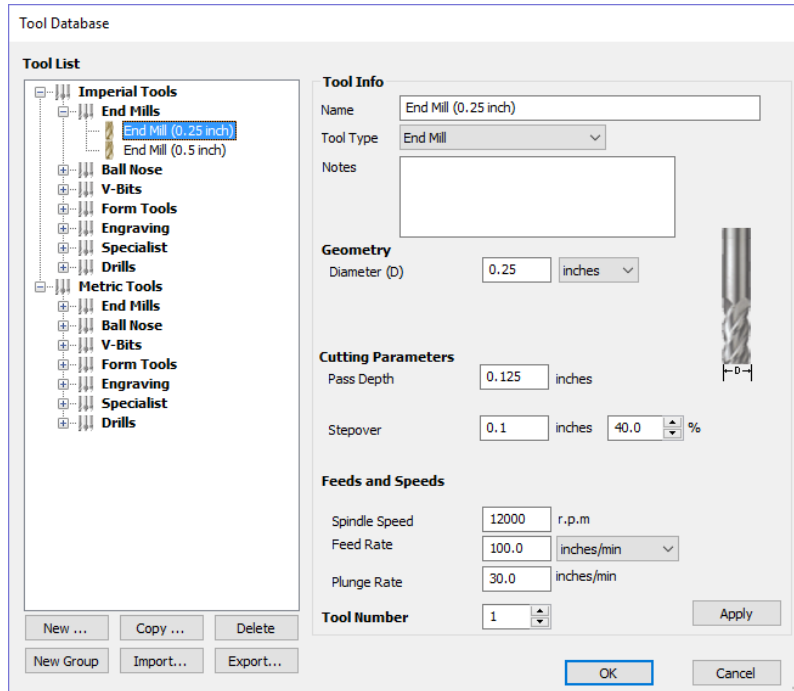 Tool Database
Tool List
Imperial Tools
End Mills
End Mill (0.25 inch)
End Mill (0.5 inch)
Ball Nose
V-Bits
Form Tools
Engraving
Specialist
Drills
Metric Tools
End Mills
Ball Nose
V-Bits
Form Tools
Engraving
Specialist
Drills
New ... Copy ... Delete
New Group Import... Export...
Tool Info
Name End Mill (0.25 inch)
Tool Type End Mill
Notes
Geometry
Diameter (D) 0.25 inches
D
Cutting Parameters
Pass Depth 0.125 inches
Stepover 0.1 inches 40.0 %
Feeds and Speeds
Spindle Speed 12000 r.p.m
Feed Rate 100.0 inches/min
Plunge Rate 30.0 inches/min
Tool Number 1
Apply
OK Cancel